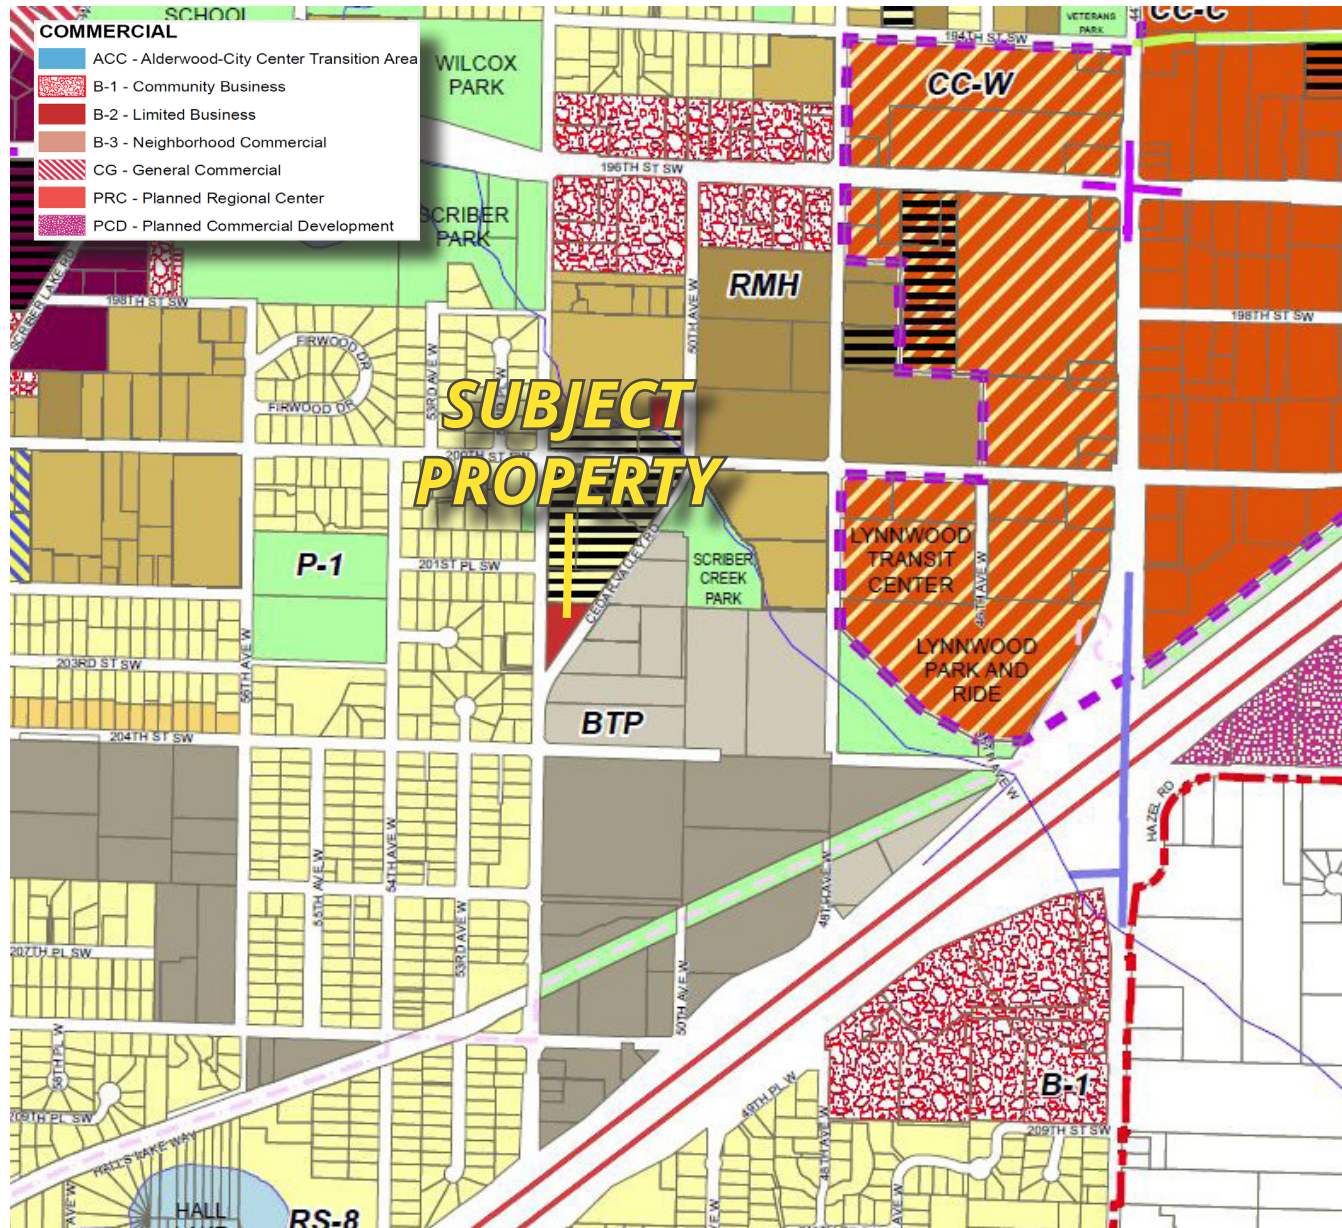 SCHOOL
COMMERCIAL
ACC - Alderwood-City Center Transition Area
B-1 - Community Business
B-2 - Limited Business
B-3 - Neighborhood Commercial
CG - General Commercial
PRC - Planned Regional Center
PCD - Planned Commercial Development
WILCOX
PARK
SCRIBER
PARK
VETERANS
PARK
CC-C
194TH ST SW
CC-W
196TH ST SW
RMH
SCRIBER LAKE RD
198TH ST SW
198TH ST SW
50TH AVE W
FIRWOOD DR
FIRWOOD DR
53RD AVE W
SUBJECT
PROPERTY
200TH ST SW
P-1
201ST PL SW
CEDAR VALLEY RD
SCRIBER
CREEK
PARK
LYNNWOOD
TRANSIT
CENTER
46TH AVE W
LYNNWOOD
PARK AND
RIDE
203RD ST SW
56TH AVE W
204TH ST SW
BTP
HAZEL RD
55TH AVE W
54TH AVE W
53RD AVE W
48TH AVE W
50TH AVE W
207TH PL SW
58TH PL W
209TH PL SW
HALLS LAKE WAY
HALL
RS-8
49TH PL W
48TH AVE W
B-1
209TH ST SW